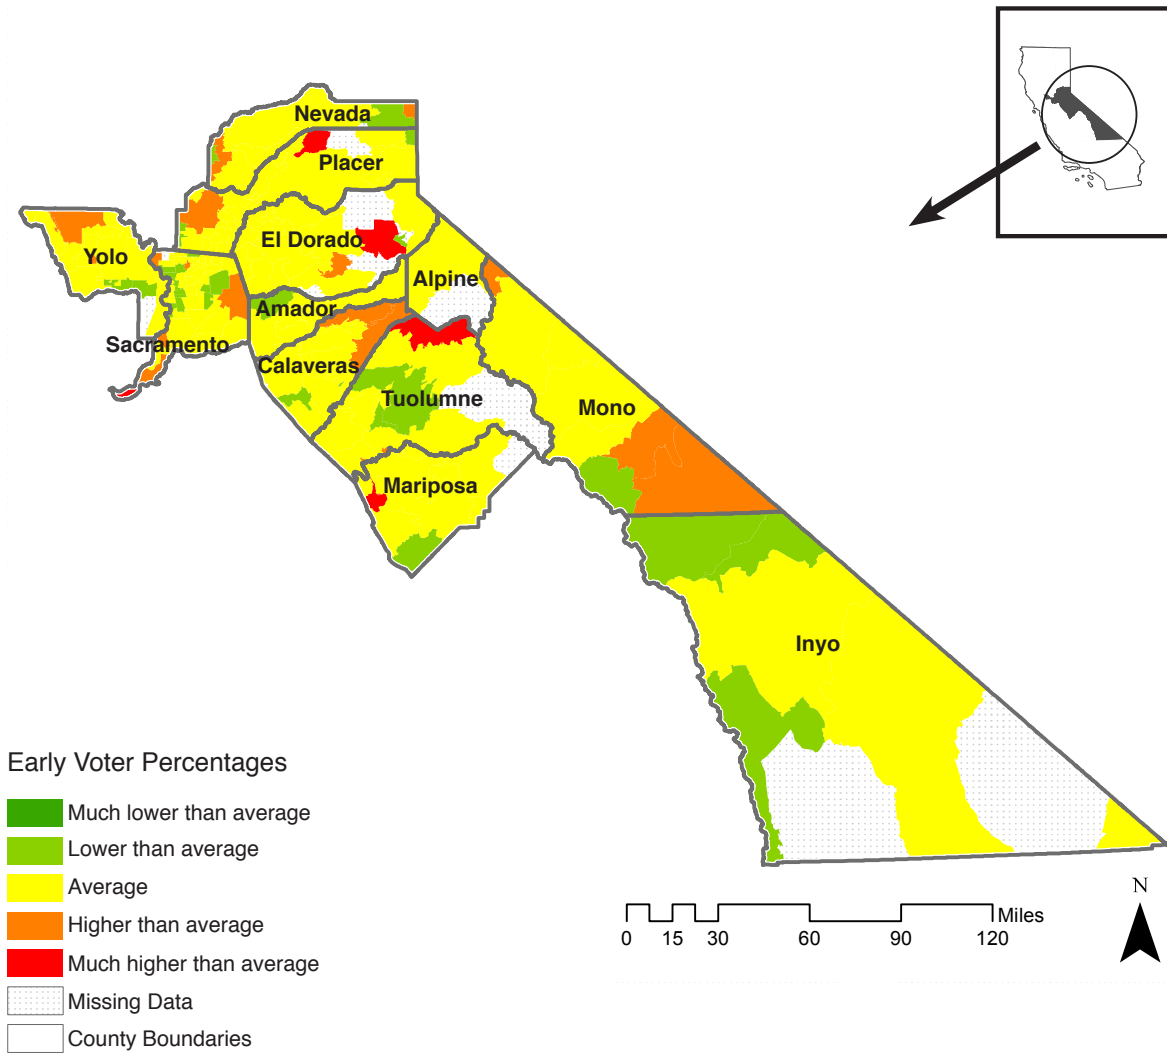 Nevada
Placer
El Dorado
Yolo
Alpine
Amador
Sacramento
Calaveras
Tuolumne
Mono
Mariposa
Inyo
Early Voter Percentages
Much lower than average
Lower than average
Average
Higher than average
Much higher than average
Missing Data
County Boundaries
N
Miles
0 15 30 60 90 120